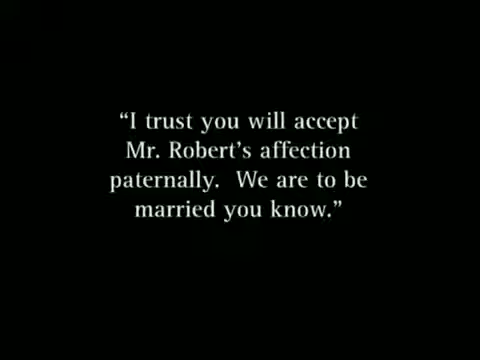 “I trust you will accept
Mr. Robert’s affection
paternally.  We are to be
married you know.”